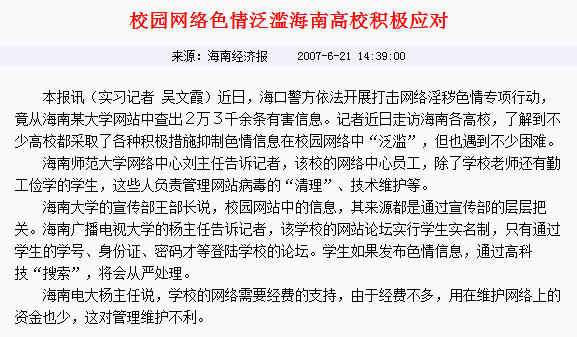 校园网络色情泛滥海南高校积极应对
来源：海南经济报 2007-6-21 14:39:00
本报讯（实习记者 吴文霞）近日，海口警方依法开展打击网络淫秽色情专项行动，
竟从海南某大学网站中查出２万３千余条有害信息。记者近日走访海南各高校，了解到不
少高校都采取了各种积极措施抑制色情信息在校园网络中“泛滥”，但也遇到不少困难。
海南师范大学网络中心刘主任告诉记者，该校的网络中心员工，除了学校老师还有勤
工俭学的学生，这些人负责管理网站病毒的“清理”、技术维护等。
海南大学的宣传部王部长说，校园网站中的信息，其来源都是通过宣传部的层层把
关。海南广播电视大学的杨主任告诉记者，该学校的网站论坛实行学生实名制，只有通过
学生的学号、身份证、密码才等登陆学校的论坛。学生如果发布色情信息，通过高科
技“搜索”，将会从严处理。
海南电大杨主任说，学校的网络需要经费的支持，由于经费不多，用在维护网络上的
资金也少，这对管理维护不利。